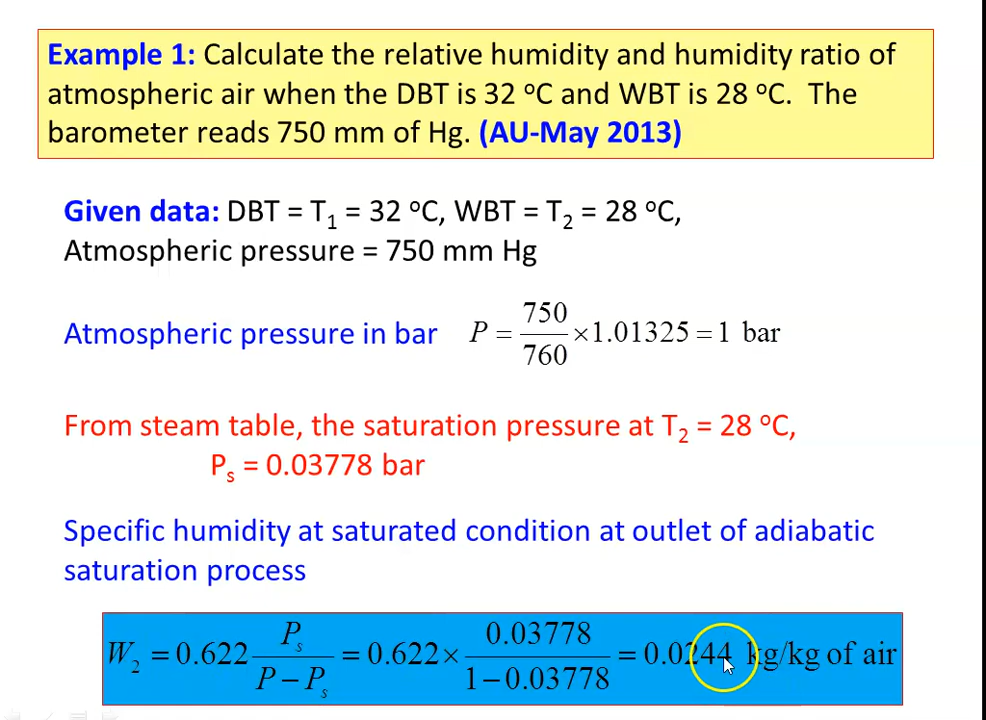 Example 1: Calculate the relative humidity and humidity ratio of
atmospheric air when the DBT is 32 ºC and WBT is 28 ºC. The
barometer reads 750 mm of Hg. (AU-May 2013)
Given data: DBT = T₁ = 32 ºC, WBT = T₂ = 28 ºC,
Atmospheric pressure = 750 mm Hg
Atmospheric pressure in bar P = 750/760 × 1.01325 = 1 bar
From steam table, the saturation pressure at T₂ = 28 ºC,
Pₛ = 0.03778 bar
Specific humidity at saturated condition at outlet of adiabatic
saturation process
W₂ = 0.622 Pₛ/(P – Pₛ) = 0.622 × 0.03778/(1 – 0.03778) = 0.0244 kg/kg of air